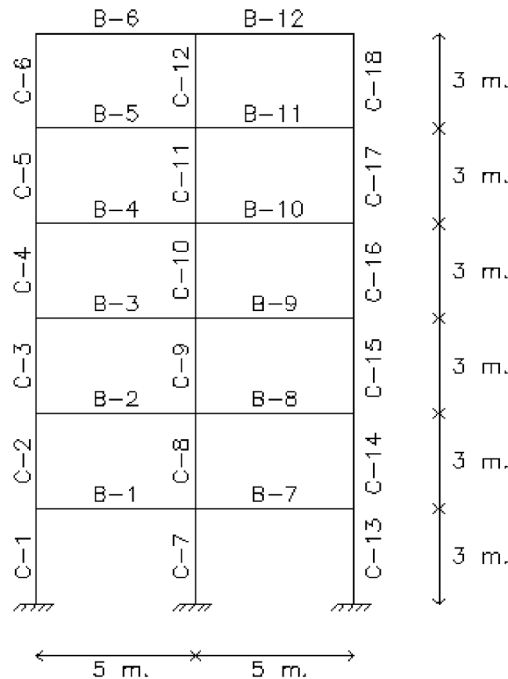 B-6 B-12
C-6 C-12 C-18 3 m.
B-5 B-11
C-5 C-11 C-17 3 m.
B-4 B-10
C-4 C-10 C-16 3 m.
B-3 B-9
C-3 C-9 C-15 3 m.
B-2 B-8
C-2 C-8 C-14 3 m.
B-1 B-7
C-1 C-7 C-13 3 m.
5 m. 5 m.